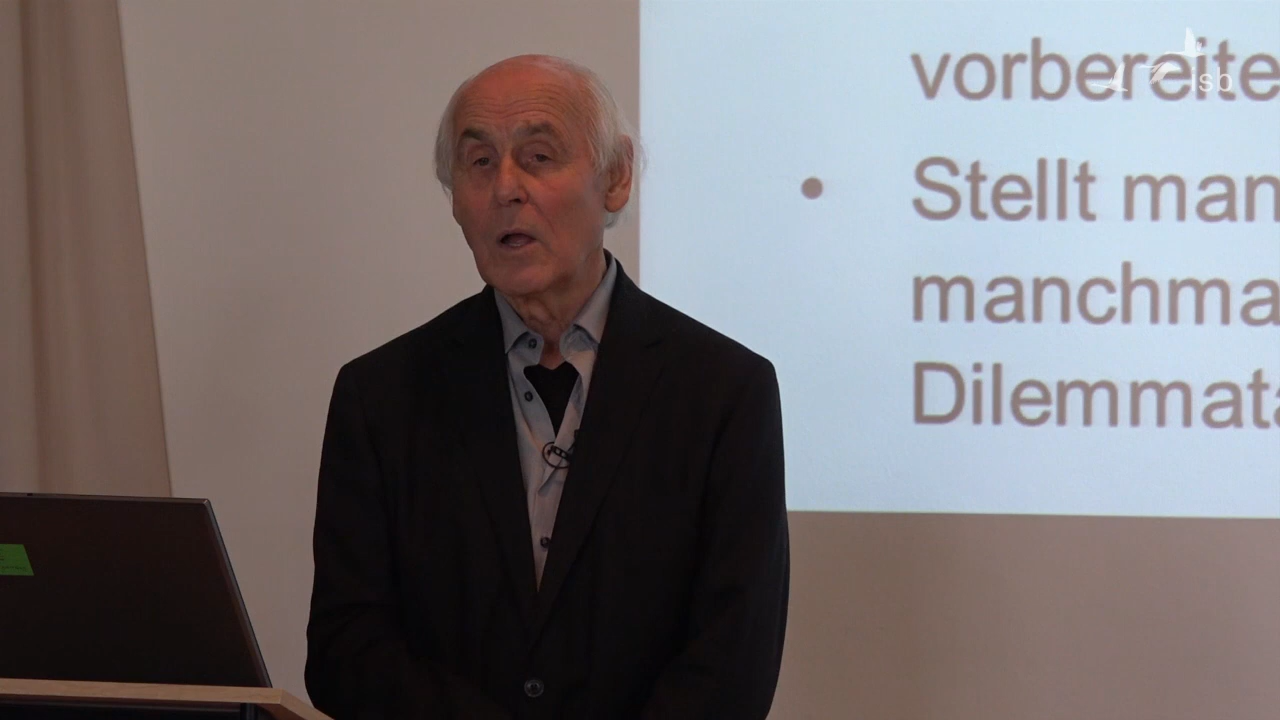 vorbereite
isb
• Stellt man
manchma
Dilemmata